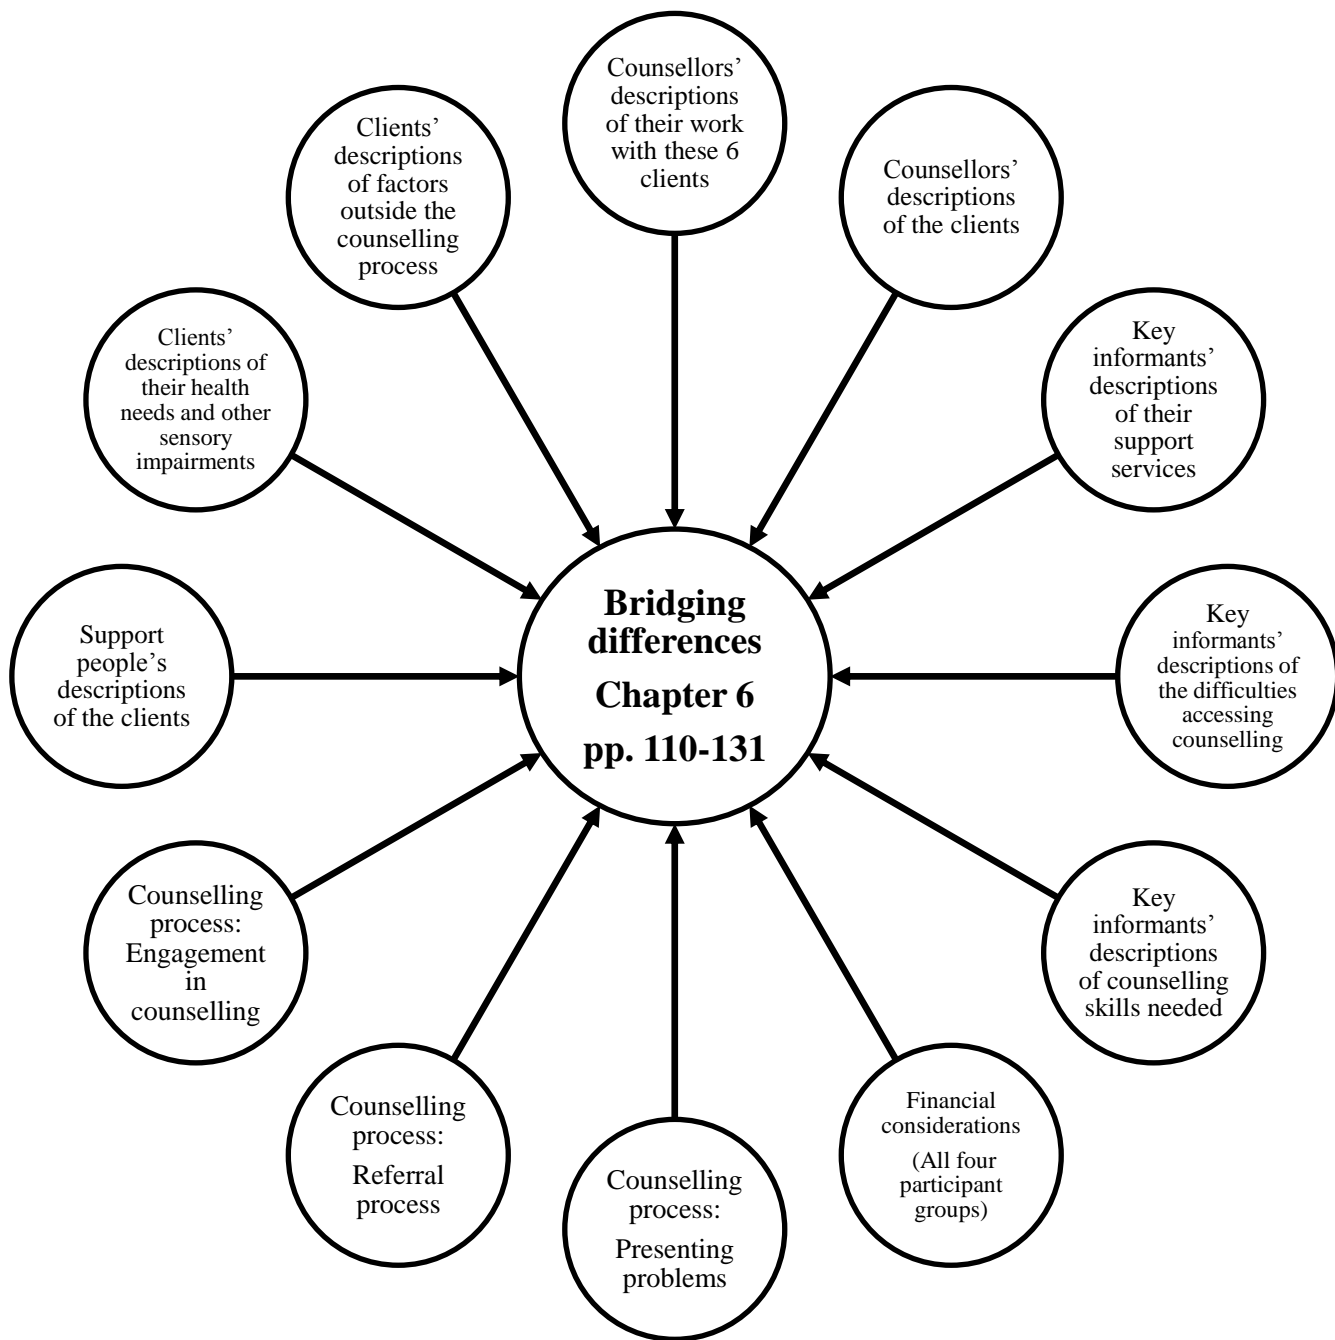 Counsellors’
descriptions
of their work
with these 6
clients
Counsellors’
descriptions
of the clients
Key
informants’
descriptions
of their
support
services
Key
informants’
descriptions of
the difficulties
accessing
counselling
Key
informants’
descriptions
of counselling
skills needed
Financial
considerations
(All four
participant
groups)
Counselling
process:
Presenting
problems
Counselling
process:
Referral
process
Counselling
process:
Engagement
in
counselling
Support
people’s
descriptions
of the clients
Clients’
descriptions of
their health
needs and other
sensory
impairments
Clients’
descriptions
of factors
outside the
counselling
process
Bridging
differences
Chapter 6
pp. 110-131